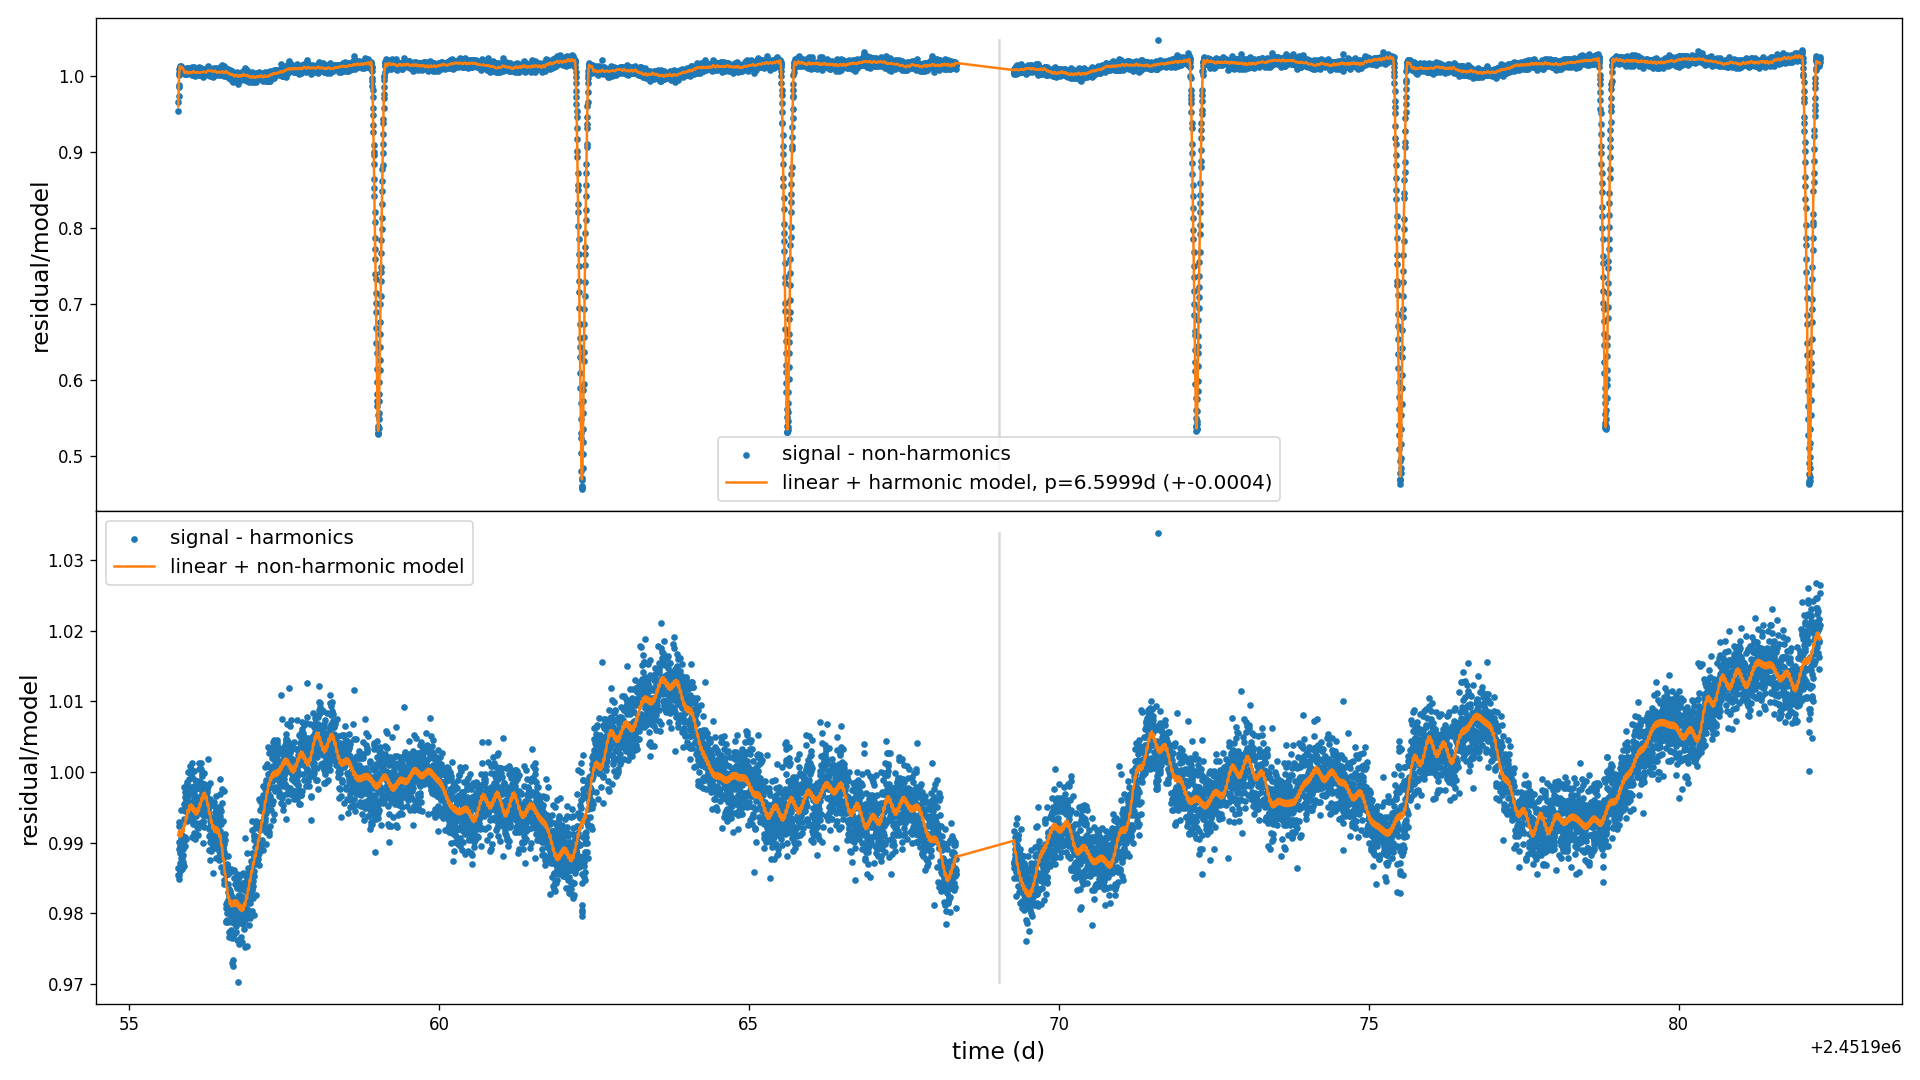 1.0
0.9
0.8
0.7
0.6
0.5
residual/model
signal - non-harmonics
linear + harmonic model, p=6.5999d (+-0.0004)
signal - harmonics
linear + non-harmonic model
1.03
1.02
1.01
1.00
0.99
0.98
0.97
residual/model
55 60 65 70 75 80
time (d)
+2.4519e6